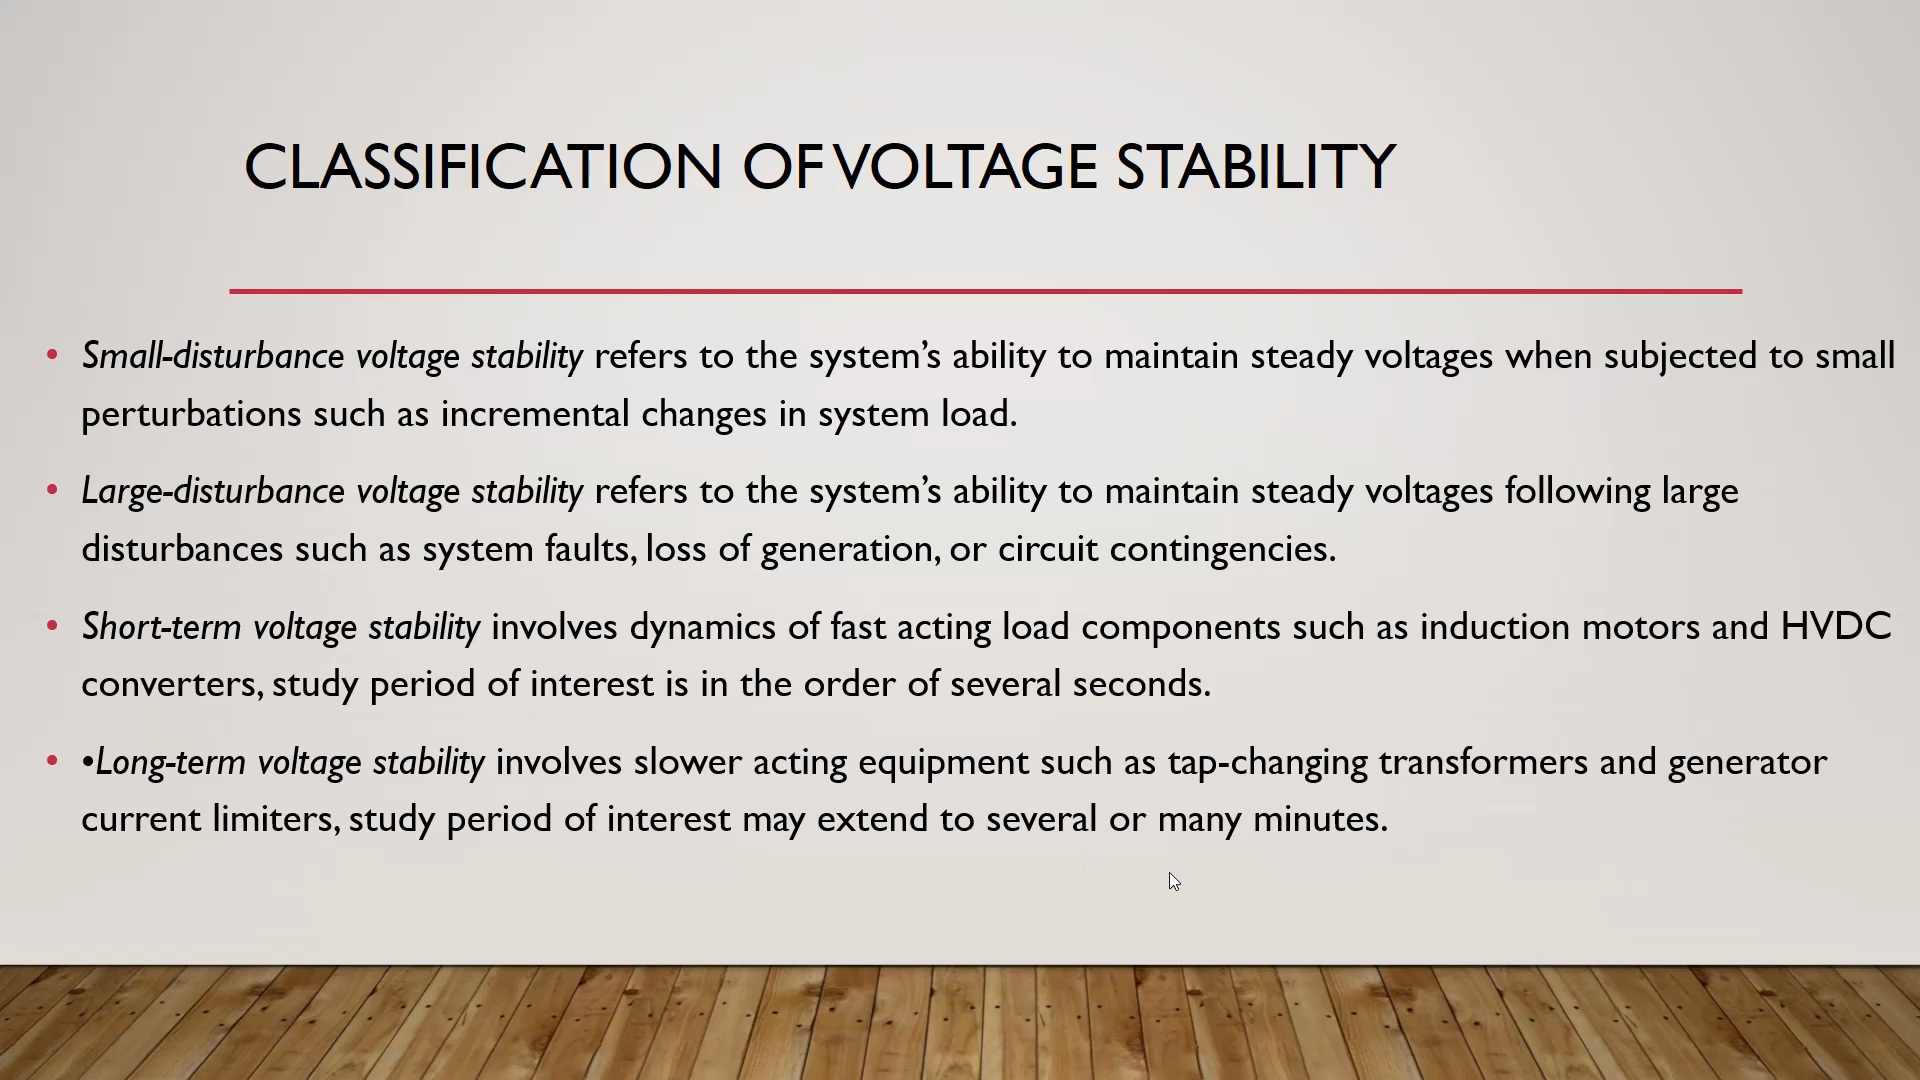 CLASSIFICATION OF VOLTAGE STABILITY
• Small-disturbance voltage stability refers to the system’s ability to maintain steady voltages when subjected to small
perturbations such as incremental changes in system load.
• Large-disturbance voltage stability refers to the system’s ability to maintain steady voltages following large
disturbances such as system faults, loss of generation, or circuit contingencies.
• Short-term voltage stability involves dynamics of fast acting load components such as induction motors and HVDC
converters, study period of interest is in the order of several seconds.
• •Long-term voltage stability involves slower acting equipment such as tap-changing transformers and generator
current limiters, study period of interest may extend to several or many minutes.